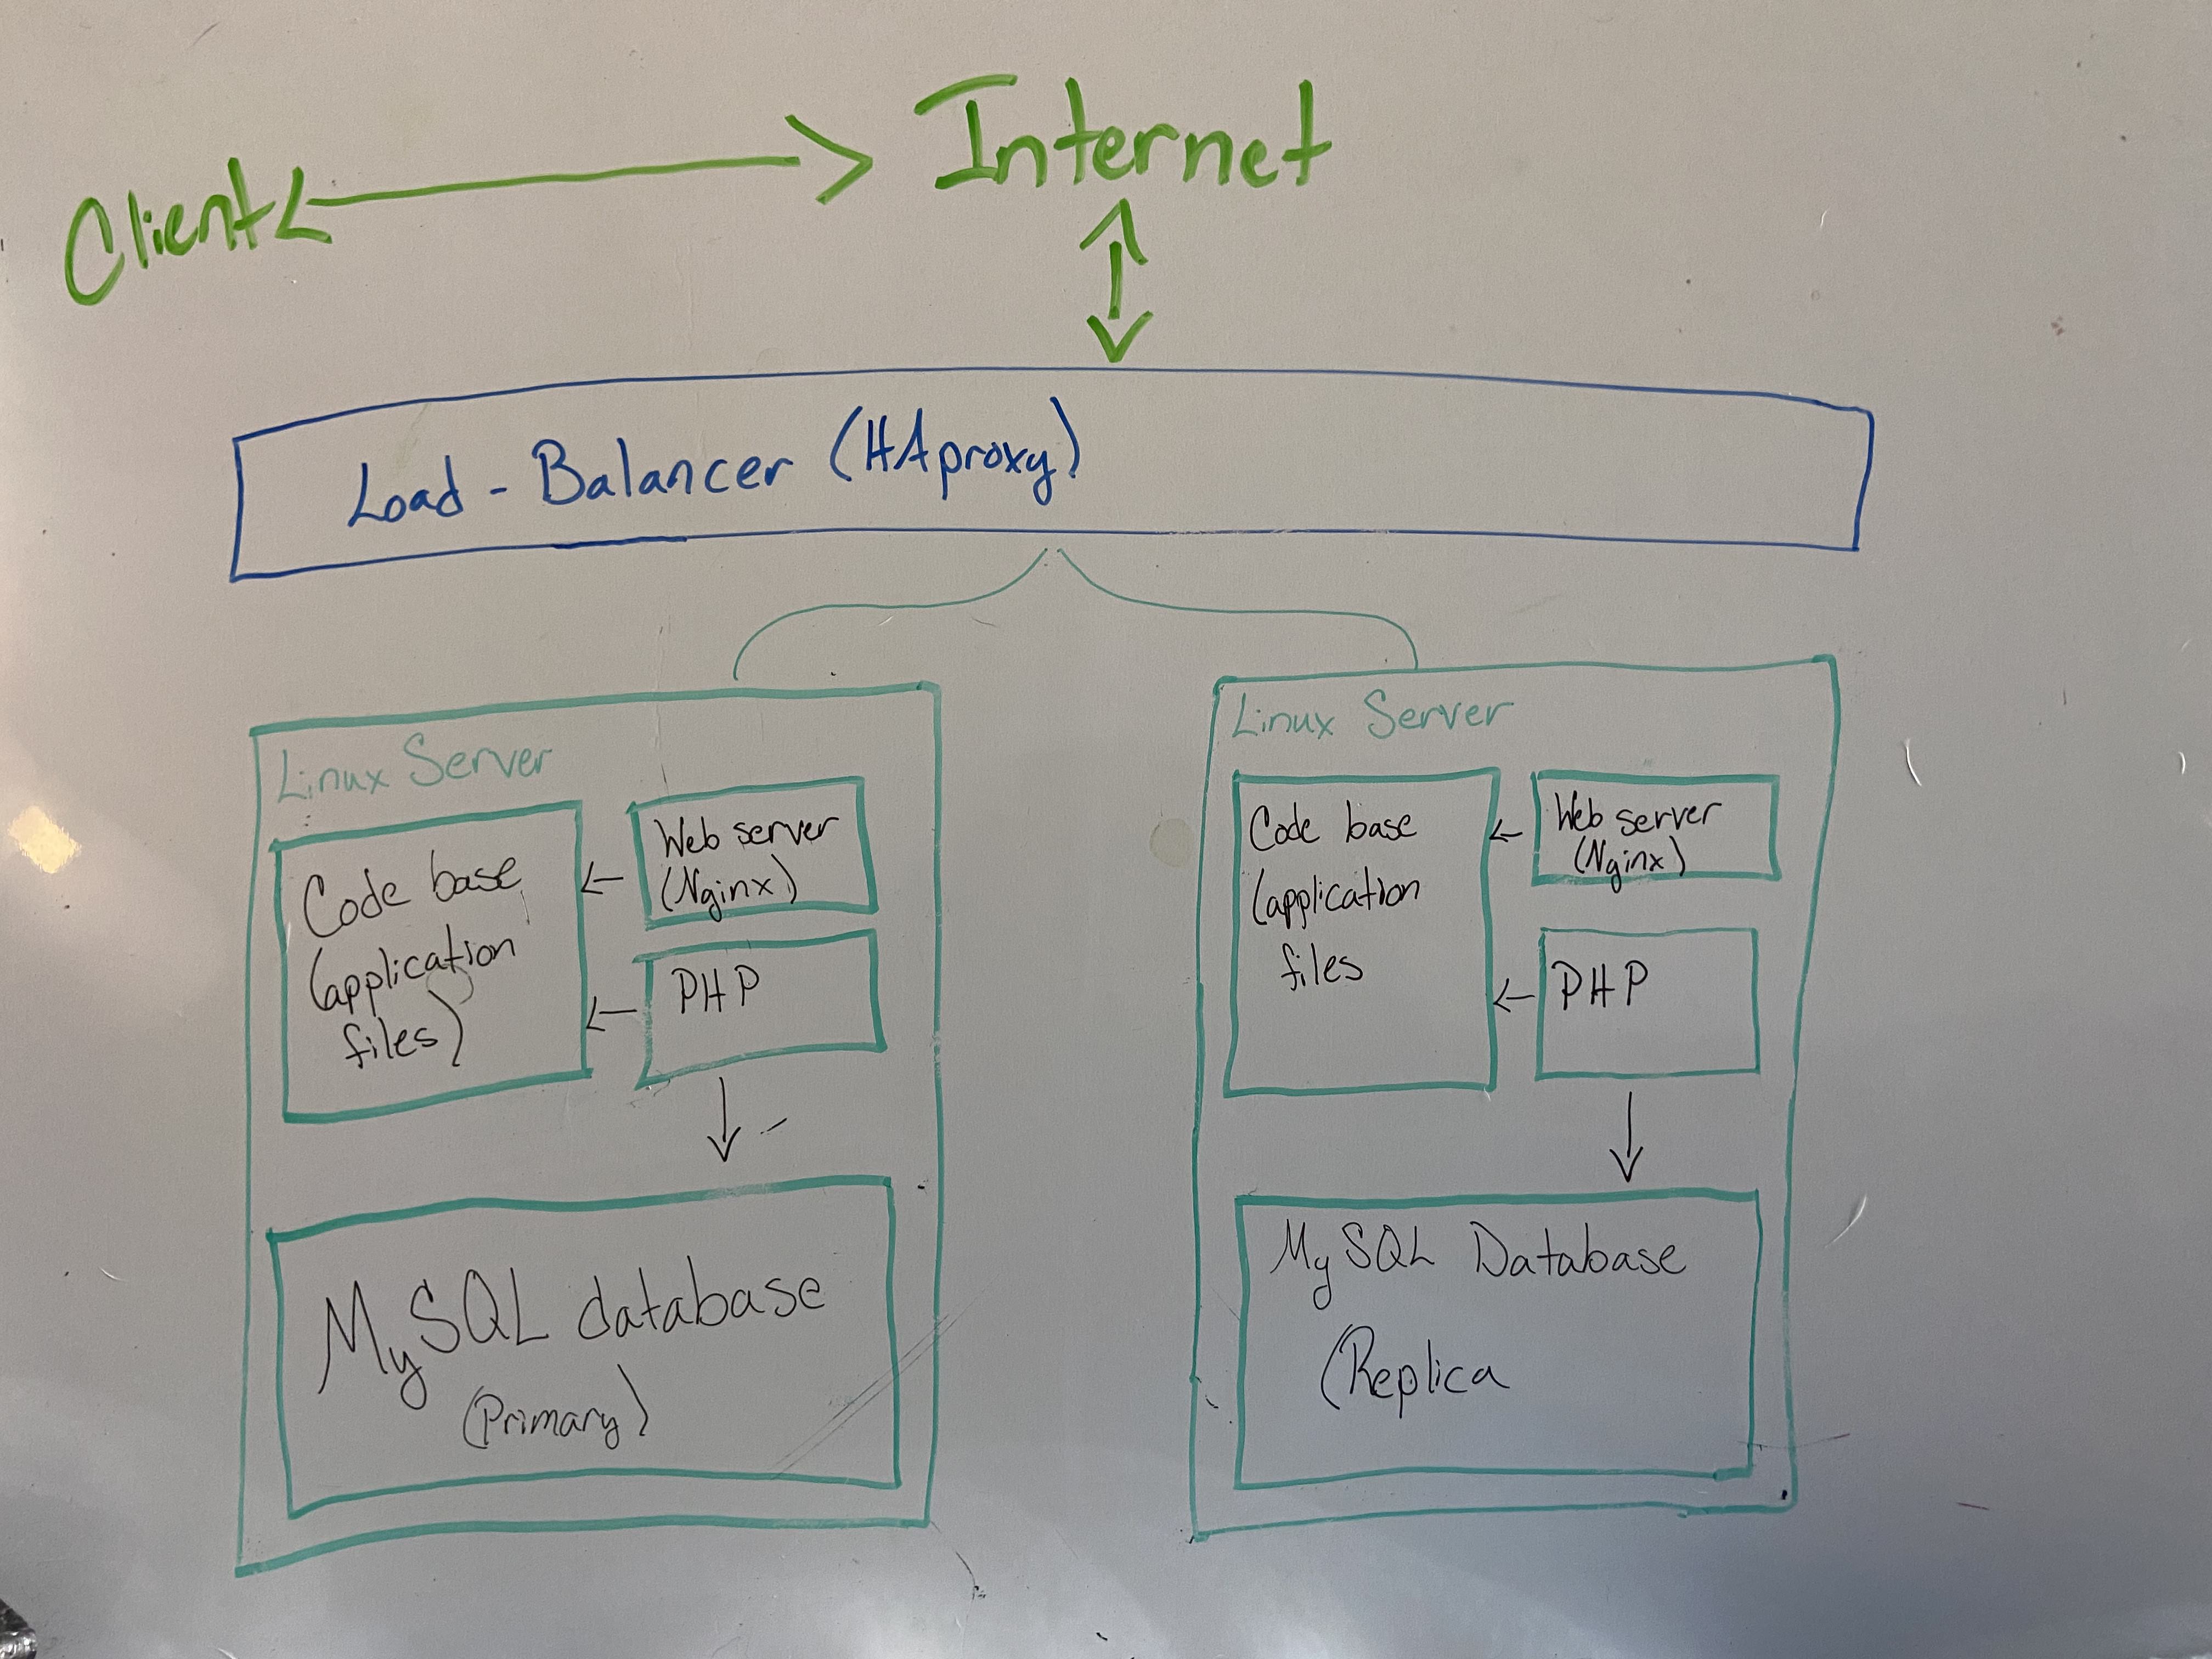 Internet
Client
Load-Balancer (HAproxy)
Linux Server
Code base
(application
files)
Web server
(Nginx)
PHP
MySQL database
(Primary)
Linux Server
Code base
(application
files
Web server
(Nginx)
PHP
MySQL Database
(Replica